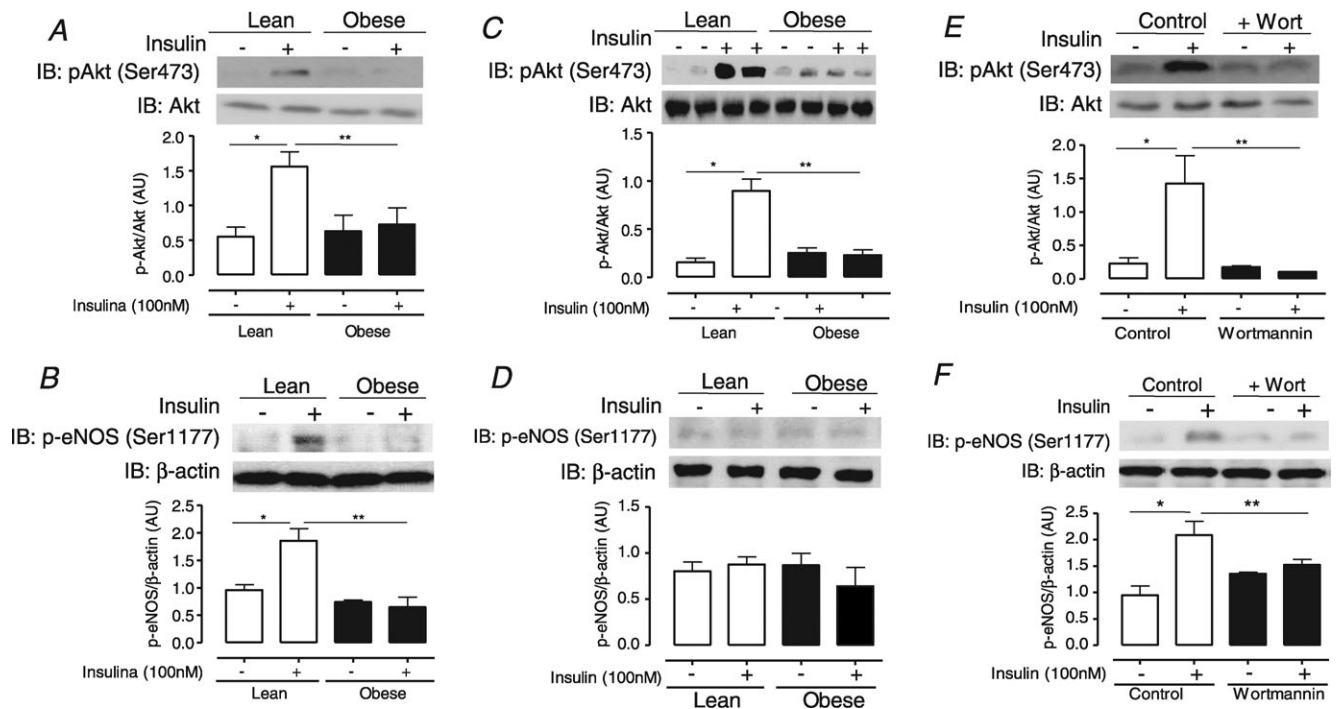 A
Lean Obese
Insulin - + - +
IB: pAkt (Ser473)
IB: Akt
* **
p-Akt/Akt (AU)
2.0
1.5
1.0
0.5
0.0
Insulina (100nM) - + - +
Lean Obese
B
Lean Obese
Insulin - + - +
IB: p-eNOS (Ser1177)
IB: β-actin
* **
p-eNOS/β-actin (AU)
2.5
2.0
1.5
1.0
0.5
0.0
Insulina (100nM) - + - +
Lean Obese
C
Lean Obese
Insulin - - + + - - + +
IB: pAkt (Ser473)
IB: Akt
* **
p-Akt/Akt (AU)
1.5
1.0
0.5
0.0
Insulin (100nM) - + - +
Lean Obese
D
Lean Obese
Insulin - + - +
IB: p-eNOS (Ser1177)
IB: β-actin
p-eNOS/β-actin (AU)
1.5
1.0
0.5
0.0
Insulin (100nM) - + - +
Lean Obese
E
Control + Wort
Insulin - + - +
IB: pAkt (Ser473)
IB: Akt
* **
p-Akt/Akt (AU)
2.0
1.5
1.0
0.5
0.0
Insulin (100nM) - + - +
Control Wortmannin
F
Control + Wort
Insulin - + - +
IB: p-eNOS (Ser1177)
IB: β-actin
* **
p-eNOS/β-actin (AU)
2.5
2.0
1.5
1.0
0.5
0.0
Insulin (100nM) - + - +
Control Wortmannin